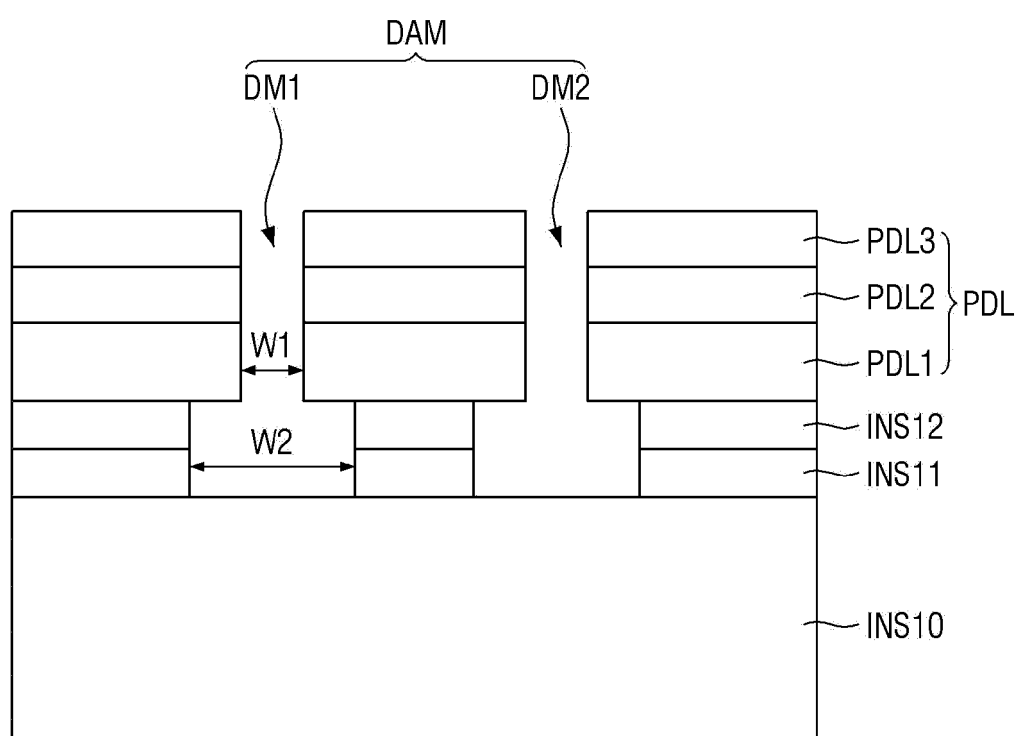 DAM
DM1
DM2
PDL3
PDL2
PDL
W1
PDL1
INS12
W2
INS11
INS10